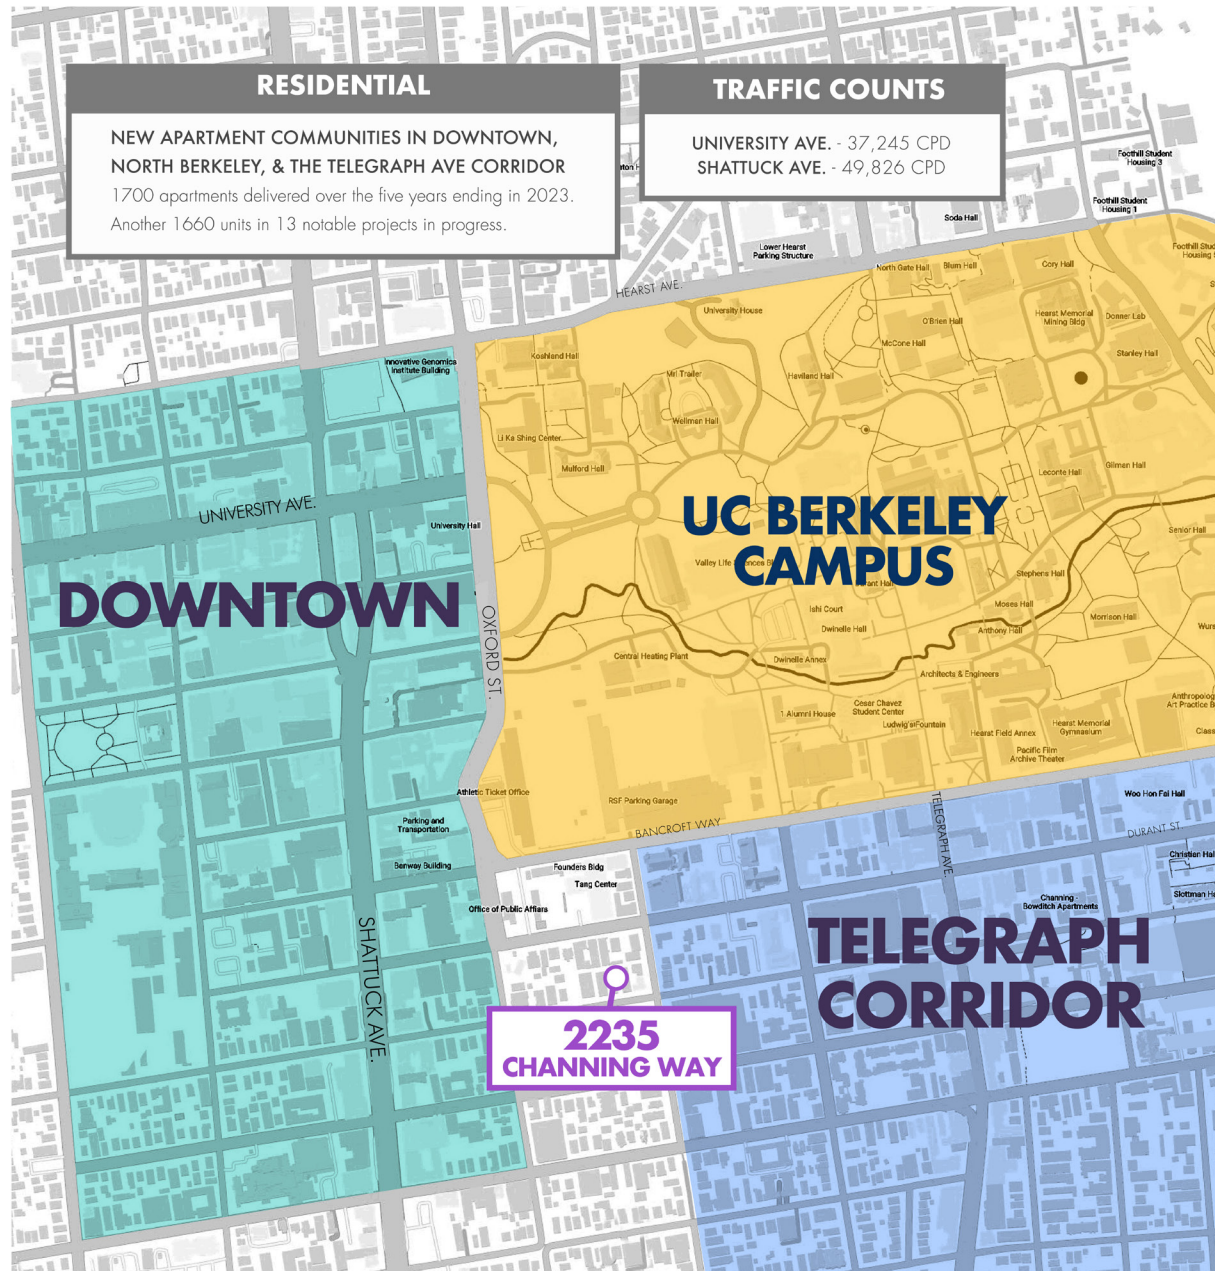 RESIDENTIAL
NEW APARTMENT COMMUNITIES IN DOWNTOWN,
NORTH BERKELEY, & THE TELEGRAPH AVE CORRIDOR
1700 apartments delivered over the five years ending in 2023.
Another 1660 units in 13 notable projects in progress.
TRAFFIC COUNTS
UNIVERSITY AVE. - 37,245 CPD
SHATTUCK AVE. - 49,826 CPD
Foothill Student
Housing 3
Foothill Student
Housing 1
Soda Hall
Lower Hearst
Parking Structure
North Gate Hall
Blum Hall
Cory Hall
HEARST AVE.
University House
O'Brien Hall
Hearst Memorial
Mining Bldg
Donner Lab
McCone Hall
Stanley Hall
Koshland Hall
Innovative Genomics
Institute Building
Mrl Trailer
Haviland Hall
Wellman Hall
Li Ka Shing Center
Mulford Hall
Leconte Hall
Gilman Hall
UNIVERSITY AVE.
University Hall
UC BERKELEY
CAMPUS
Senior Hall
Valley Life
Stephens Hall
DOWNTOWN
OXFORD ST.
Ishi Court
Moses Hall
Morrison Hall
Dwinelle Hall
Anthony Hall
Central Heating Plant
Dwinelle Annex
Architects & Engineers
1 Alumni House
Cesar Chavez
Student Center
Ludwig's Fountain
Hearst Field Annex
Hearst Memorial
Gymnasium
Art Practice
Pacific Film
Archive Theater
Athletic Ticket Office
RSF Parking Garage
Woo Hon Fai Hall
Parking and
Transportation
BANCROFT WAY
TELEGRAPH AVE.
DURANT ST.
Benway Building
Founders Bldg
Tang Center
Office of Public Affairs
Channing -
Bowditch Apartments
SHATTUCK AVE.
TELEGRAPH
CORRIDOR
2235
CHANNING WAY